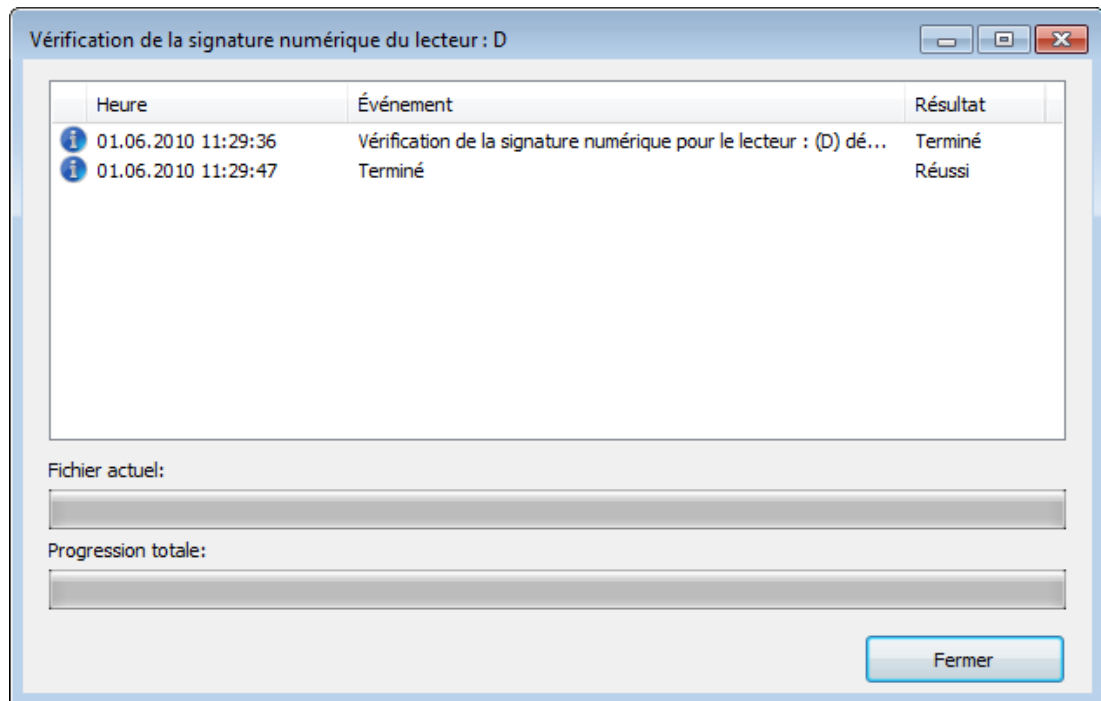 Vérification de la signature numérique du lecteur : D
Heure Événement Résultat
01.06.2010 11:29:36 Vérification de la signature numérique pour le lecteur : (D) dé... Terminé
01.06.2010 11:29:47 Terminé Réussi
Fichier actuel:
Progression totale:
Fermer